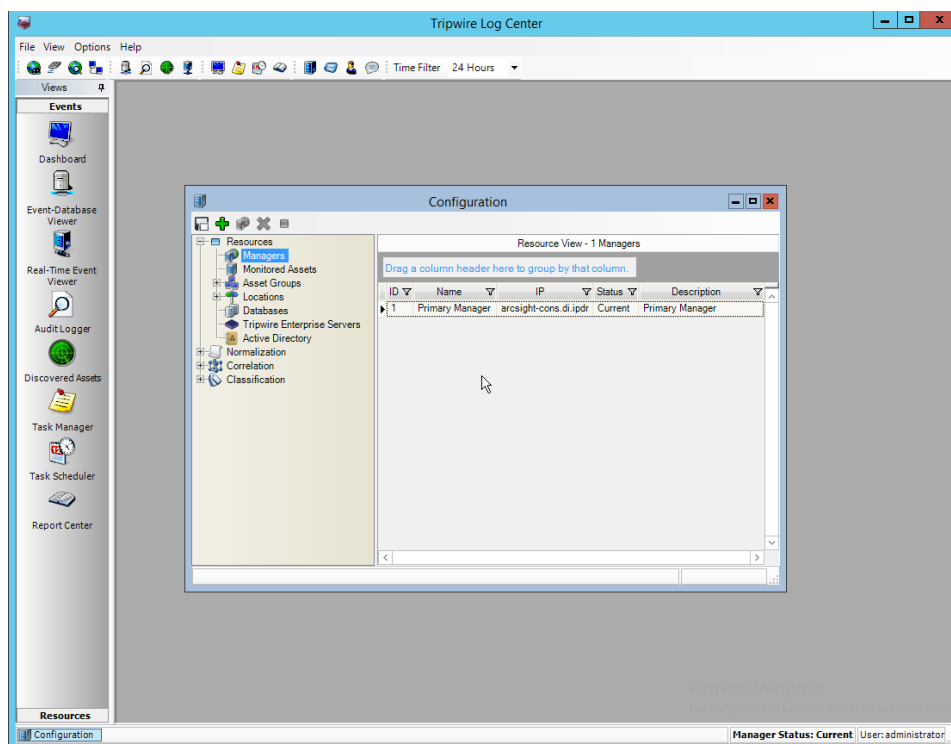 Tripwire Log Center
File View Options Help
Time Filter 24 Hours
Views
Events
Dashboard
Event-Database
Viewer
Real-Time Event
Viewer
Audit Logger
Discovered Assets
Task Manager
Task Scheduler
Report Center
Resources
Configuration
Resources
Managers
Monitored Assets
Asset Groups
Locations
Databases
Tripwire Enterprise Servers
Active Directory
Normalization
Correlation
Classification
Resource View - 1 Managers
Drag a column header here to group by that column.
ID Name IP Status Description
1 Primary Manager arcsight-cons.di.ipdr Current Primary Manager
Activate Windows
Configuration
Manager Status: Current User: administrator